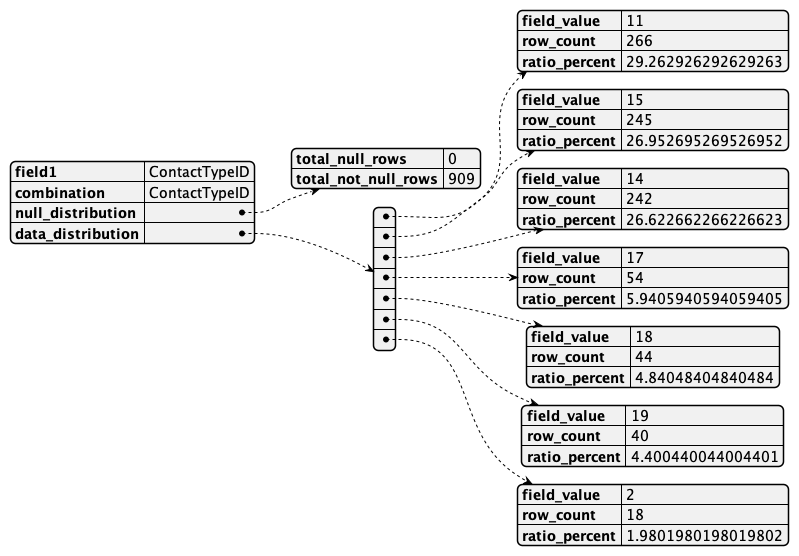 field1 ContactTypeID
combination ContactTypeID
null_distribution
data_distribution
total_null_rows 0
total_not_null_rows 909
field_value 11
row_count 266
ratio_percent 29.262926292629263
field_value 15
row_count 245
ratio_percent 26.952695269526952
field_value 14
row_count 242
ratio_percent 26.622662266226623
field_value 17
row_count 54
ratio_percent 5.9405940594059405
field_value 18
row_count 44
ratio_percent 4.84048404840484
field_value 19
row_count 40
ratio_percent 4.400440044004401
field_value 2
row_count 18
ratio_percent 1.9801980198019802